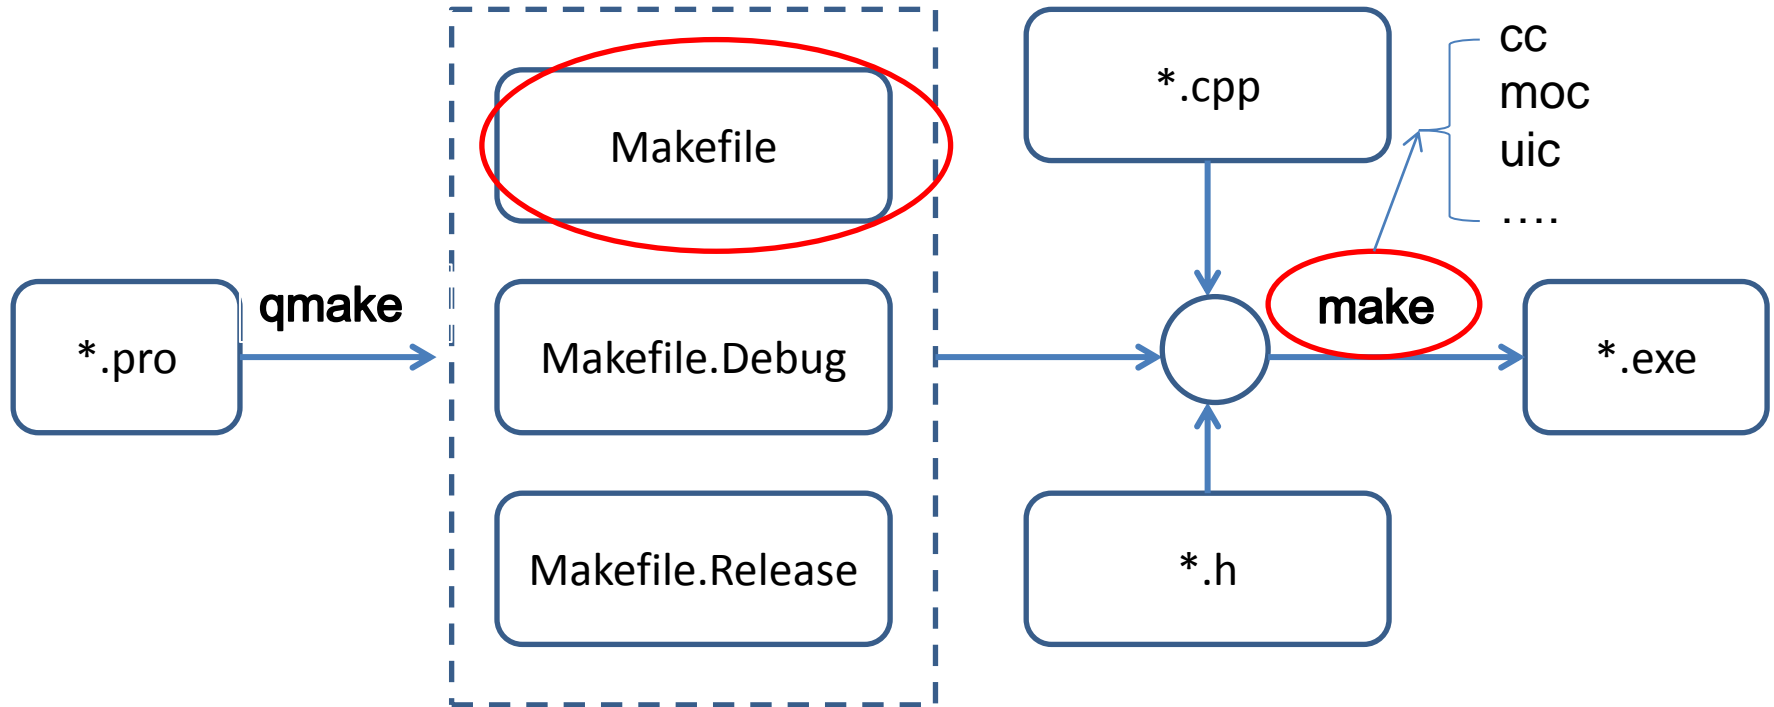 *.pro
qmake
Makefile
Makefile.Debug
Makefile.Release
*.cpp
*.h
make
cc
moc
uic
....
*.exe